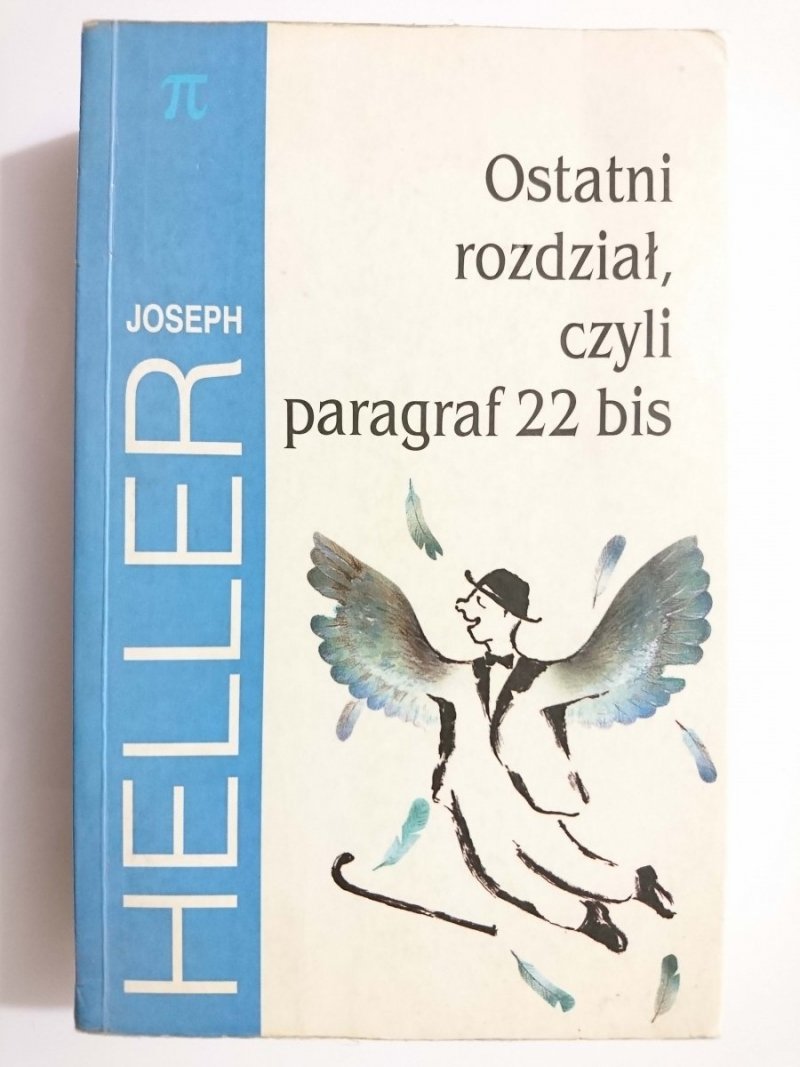 π
JOSEPH
HELLER
Ostatni
rozdział,
czyli
paragraf 22 bis